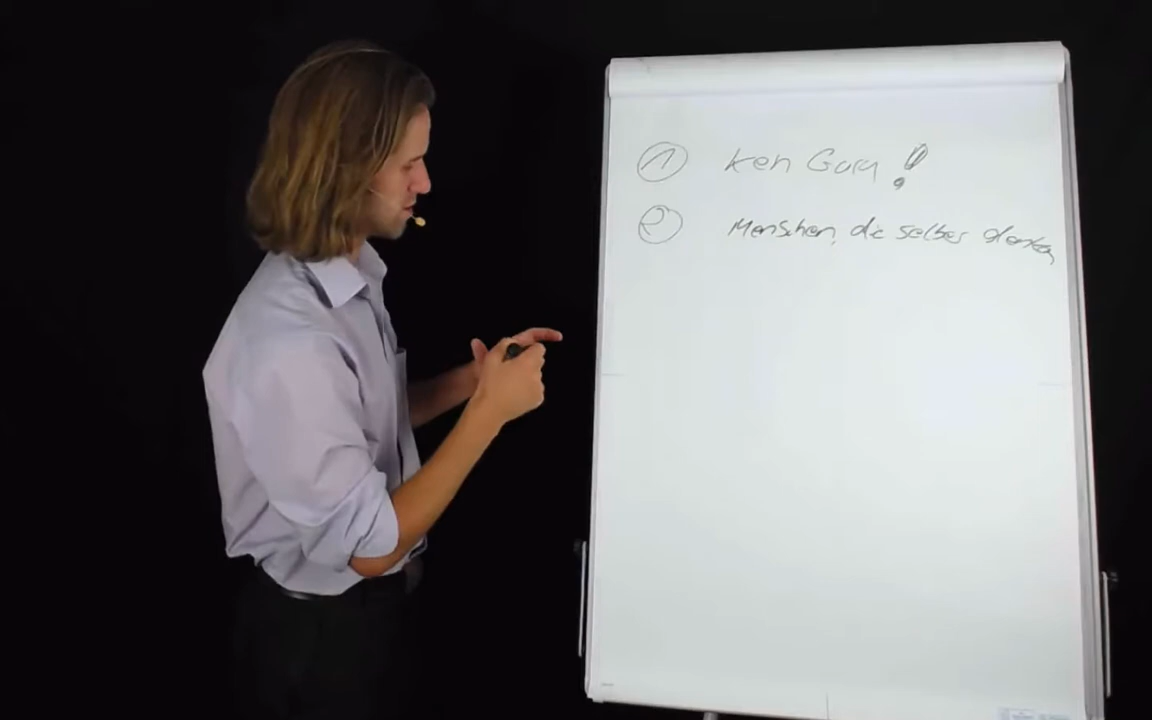 ① Ken Guru!
② Menschen, die selber denken